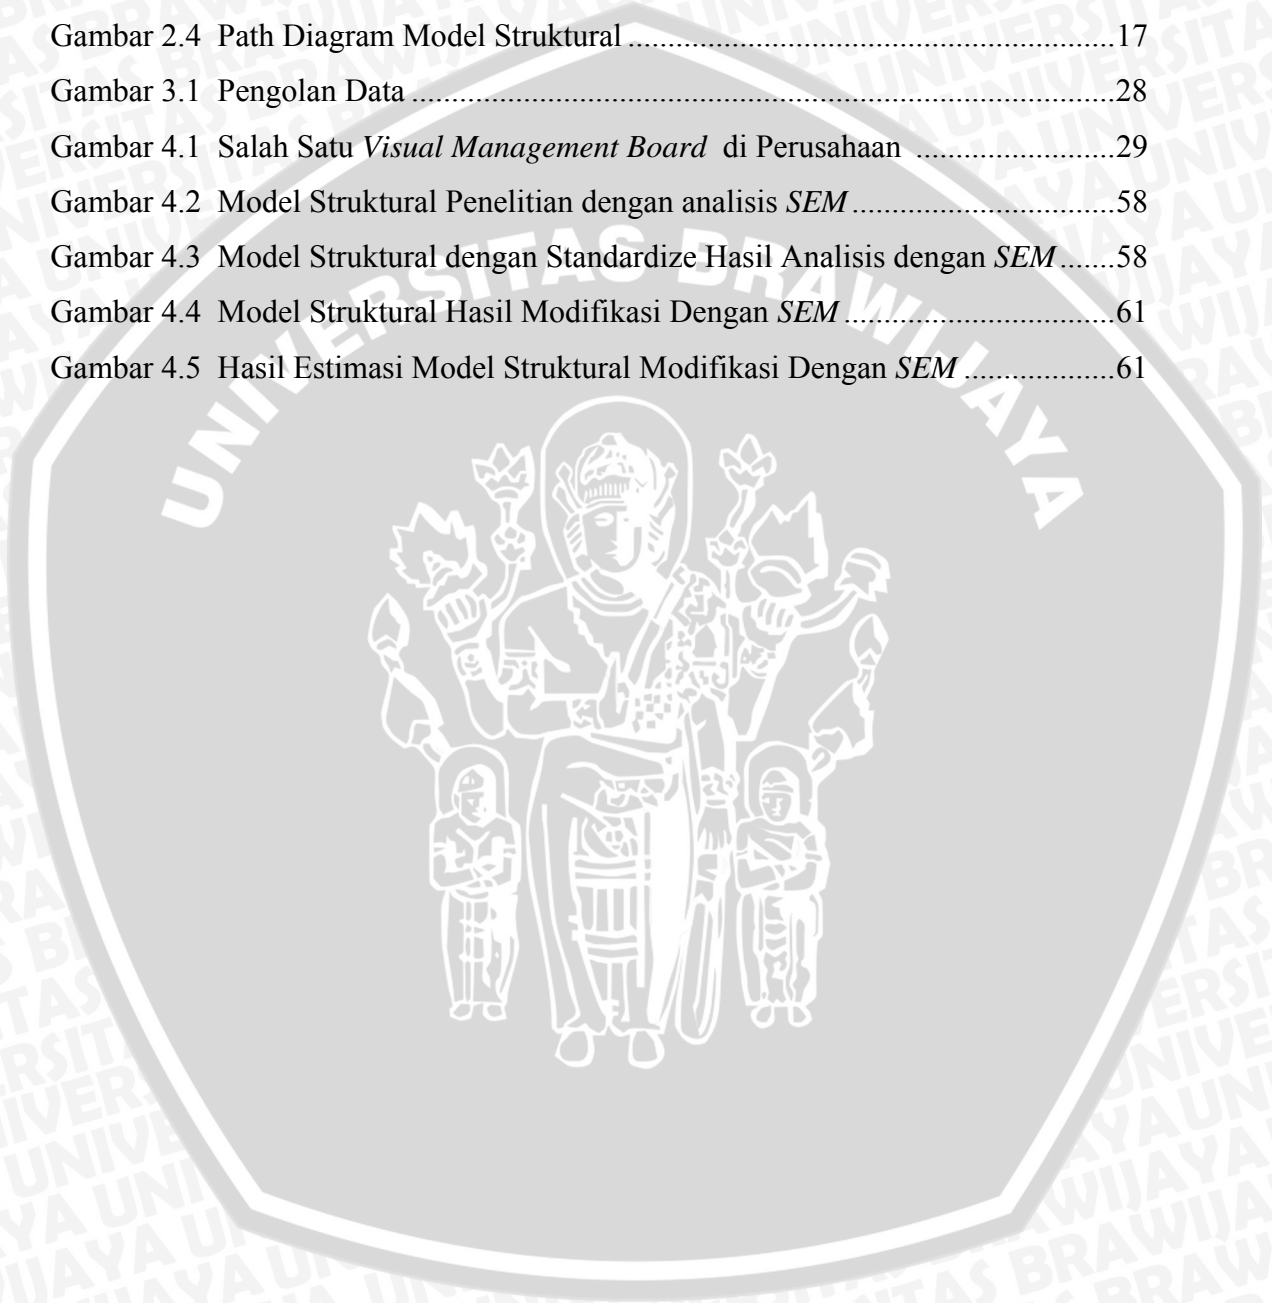 Gambar 2.4  Path Diagram Model Struktural ................................................................17
Gambar 3.1  Pengolan Data ..............................................................................................28
Gambar 4.1  Salah Satu Visual Management Board  di Perusahaan ..........................29
Gambar 4.2  Model Struktural Penelitian dengan analisis SEM ...................................58
Gambar 4.3  Model Struktural dengan Standardize Hasil Analisis dengan SEM .......58
Gambar 4.4  Model Struktural Hasil Modifikasi Dengan SEM ....................................61
Gambar 4.5  Hasil Estimasi Model Struktural Modifikasi Dengan SEM ....................61
UNIVERSITAS BRAWIJAYA